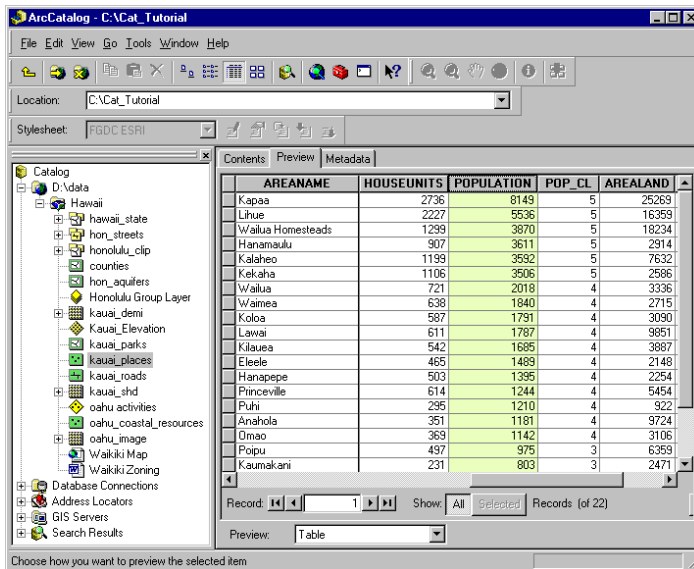 ArcCatalog - C:\Cat_Tutorial
File Edit View Go Tools Window Help
Location: C:\Cat_Tutorial
Stylesheet: FGDC ESRI
Catalog
D:\data
Hawaii
hawaii_state
hon_streets
honolulu_clip
counties
hon_aquifers
Honolulu Group Layer
kauai_demi
Kauai_Elevation
kauai_parks
kauai_places
kauai_roads
kauai_shd
oahu activities
oahu_coastal_resources
oahu_image
Waikiki Map
Waikiki Zoning
Database Connections
Address Locators
GIS Servers
Search Results
Contents Preview Metadata
AREANAME HOUSEUNITS POPULATION POP_CL AREALAND
Kapaa 2736 8149 5 25269
Lihue 2227 5536 5 16359
Wailua Homesteads 1299 3870 5 18234
Hanamaulu 907 3611 5 2914
Kalaheo 1199 3592 5 7632
Kekaha 1106 3506 5 2586
Wailua 721 2018 4 3336
Waimea 638 1840 4 2715
Koloa 587 1791 4 3090
Lawai 611 1787 4 9851
Kilauea 542 1685 4 3887
Eleele 465 1489 4 2148
Hanapepe 503 1395 4 2254
Princeville 614 1244 4 5454
Puhi 295 1210 4 922
Anahola 351 1181 4 9724
Omao 369 1142 4 3106
Poipu 497 975 3 6359
Kaumakani 231 803 3 2471
Record: 1 Show: All Selected Records (of 22)
Preview: Table
Choose how you want to preview the selected item